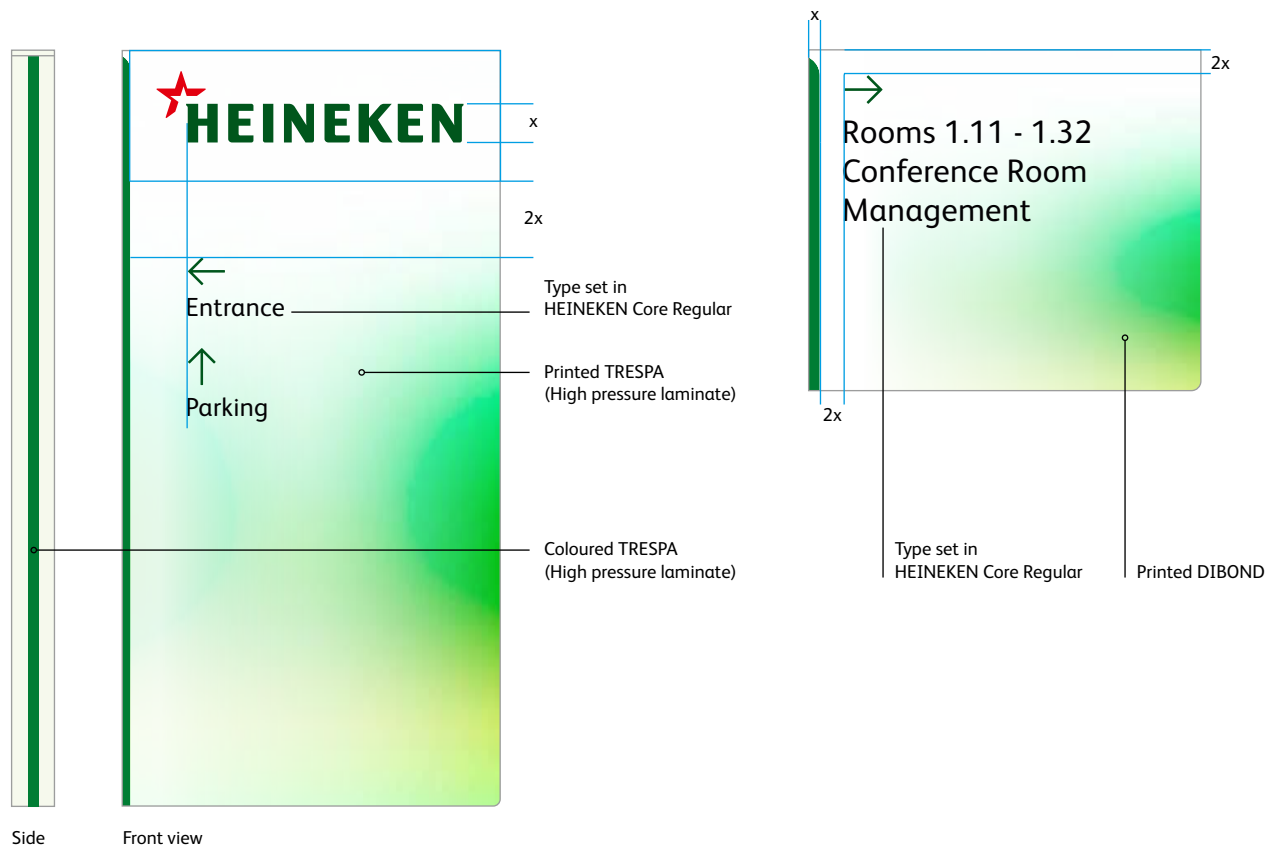 HEINEKEN
x
2x
Entrance
Parking
Type set in
HEINEKEN Core Regular
Printed TRESPA
(High pressure laminate)
Coloured TRESPA
(High pressure laminate)
Side
Front view
x
2x
Rooms 1.11 - 1.32
Conference Room
Management
2x
Type set in
HEINEKEN Core Regular
Printed DIBOND